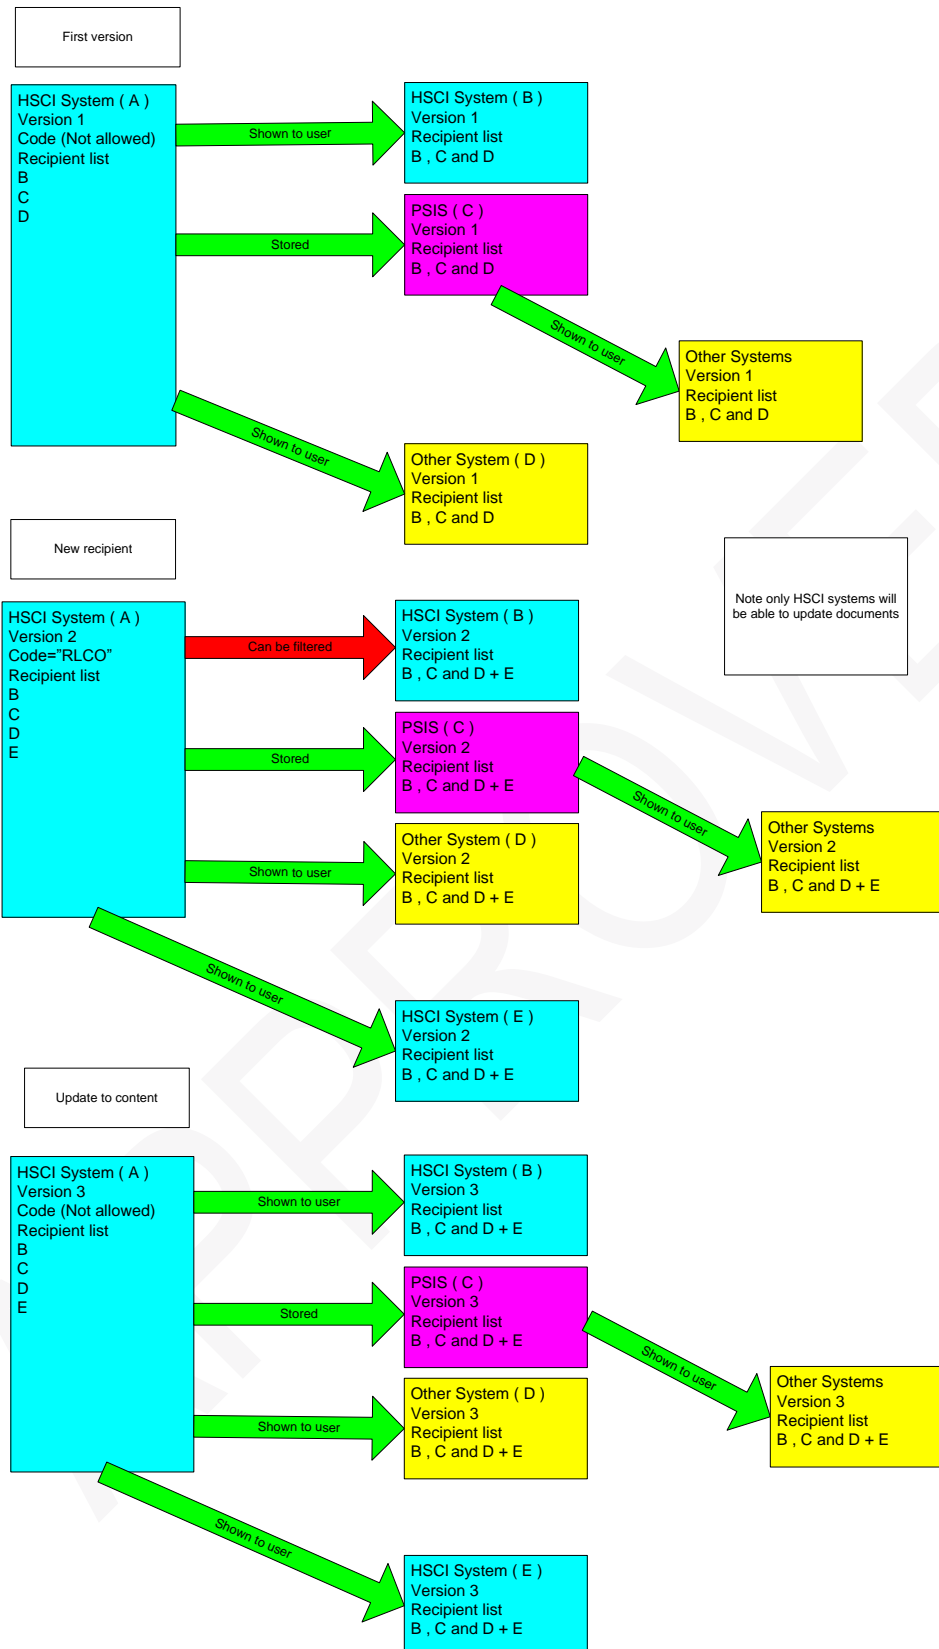 First version
HSCI System ( A )
Version 1
Code (Not allowed)
Recipient list
B
C
D
Shown to user
HSCI System ( B )
Version 1
Recipient list
B , C and D
Stored
PSIS ( C )
Version 1
Recipient list
B , C and D
Shown to user
Other Systems
Version 1
Recipient list
B , C and D
Shown to user
Other System ( D )
Version 1
Recipient list
B , C and D
New recipient
Note only HSCI systems will
be able to update documents
HSCI System ( A )
Version 2
Code=”RLCO”
Recipient list
B
C
D
E
Can be filtered
HSCI System ( B )
Version 2
Recipient list
B , C and D + E
Stored
PSIS ( C )
Version 2
Recipient list
B , C and D + E
Shown to user
Other Systems
Version 2
Recipient list
B , C and D + E
Shown to user
Other System ( D )
Version 2
Recipient list
B , C and D + E
Shown to user
HSCI System ( E )
Version 2
Recipient list
B , C and D + E
Update to content
HSCI System ( A )
Version 3
Code (Not allowed)
Recipient list
B
C
D
E
Shown to user
HSCI System ( B )
Version 3
Recipient list
B , C and D + E
Stored
PSIS ( C )
Version 3
Recipient list
B , C and D + E
Shown to user
Other Systems
Version 3
Recipient list
B , C and D + E
Shown to user
Other System ( D )
Version 3
Recipient list
B , C and D + E
Shown to user
HSCI System ( E )
Version 3
Recipient list
B , C and D + E
APPROVE